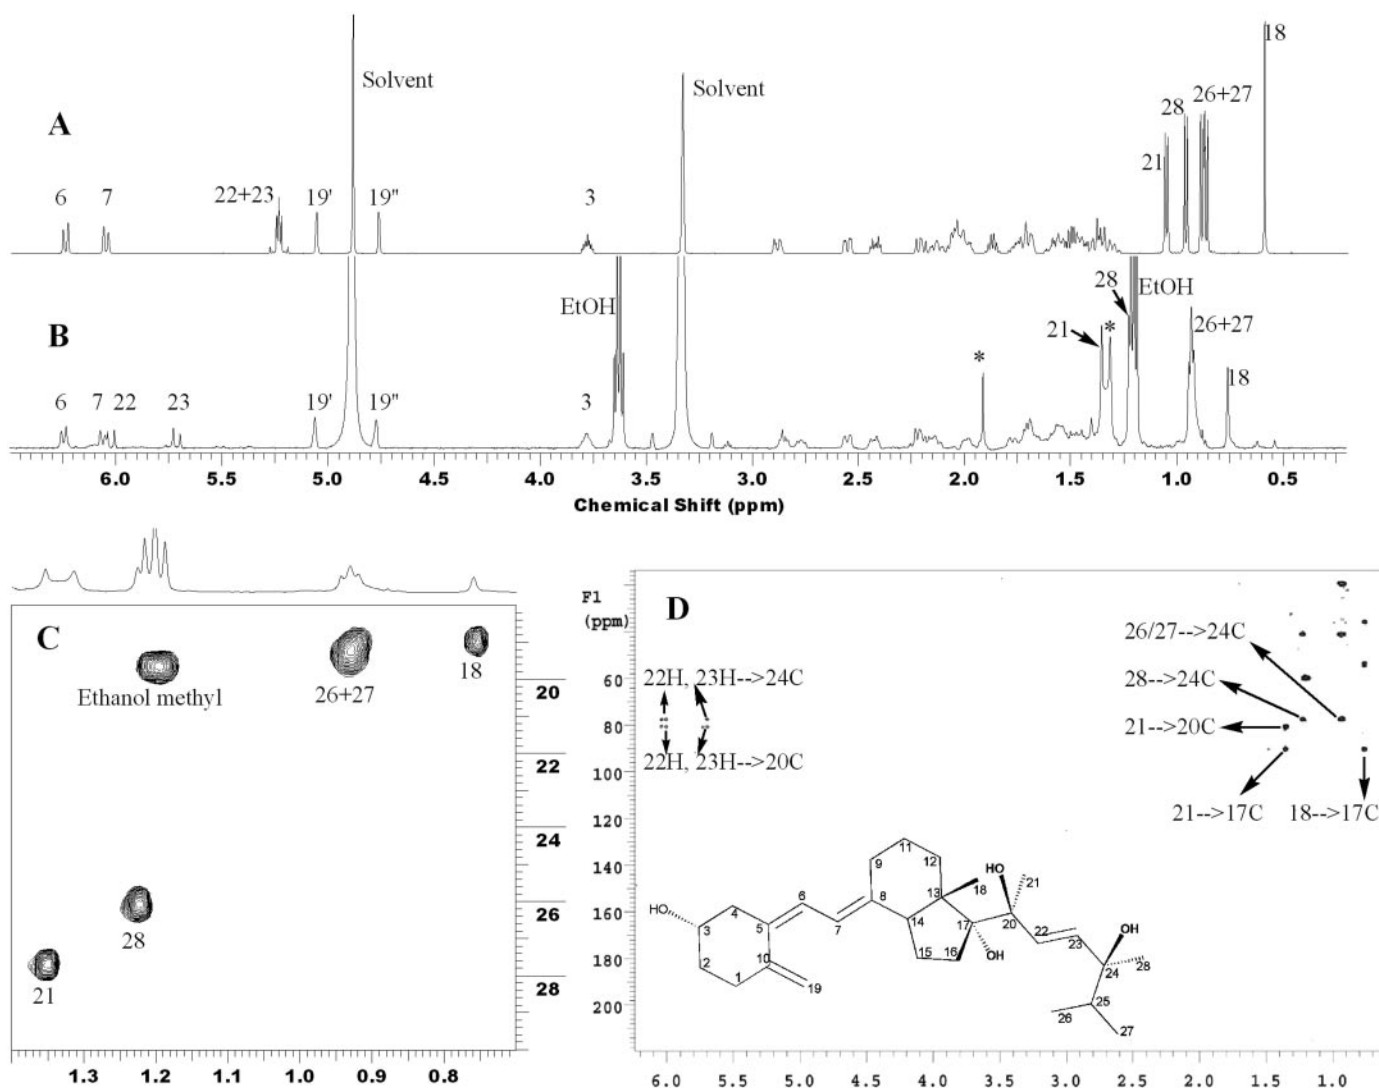 18
Solvent
Solvent
28
26+27
A
21
6
7
22+23
19'
19"
3
EtOH
28
EtOH
B
21
*
*
26+27
6
7
22
23
19'
19"
3
18
6.0 5.5 5.0 4.5 4.0 3.5 3.0 2.5 2.0 1.5 1.0 0.5
Chemical Shift (ppm)
C
Ethanol methyl
26+27
18
28
21
20
22
24
26
28
1.3 1.2 1.1 1.0 0.9 0.8
F1
(ppm)
D
26/27-->24C
22H, 23H-->24C
28-->24C
21-->20C
22H, 23H-->20C
21-->17C
18-->17C
60
80
100
120
140
160
180
200
HO
3
4
2
1
5
10
19
6
7
8
9
11
12
13
14
15
16
17
18
OH
HO
20
21
22
23
24
OH
28
25
26
27
6.0 5.5 5.0 4.5 4.0 3.5 3.0 2.5 2.0 1.5 1.0